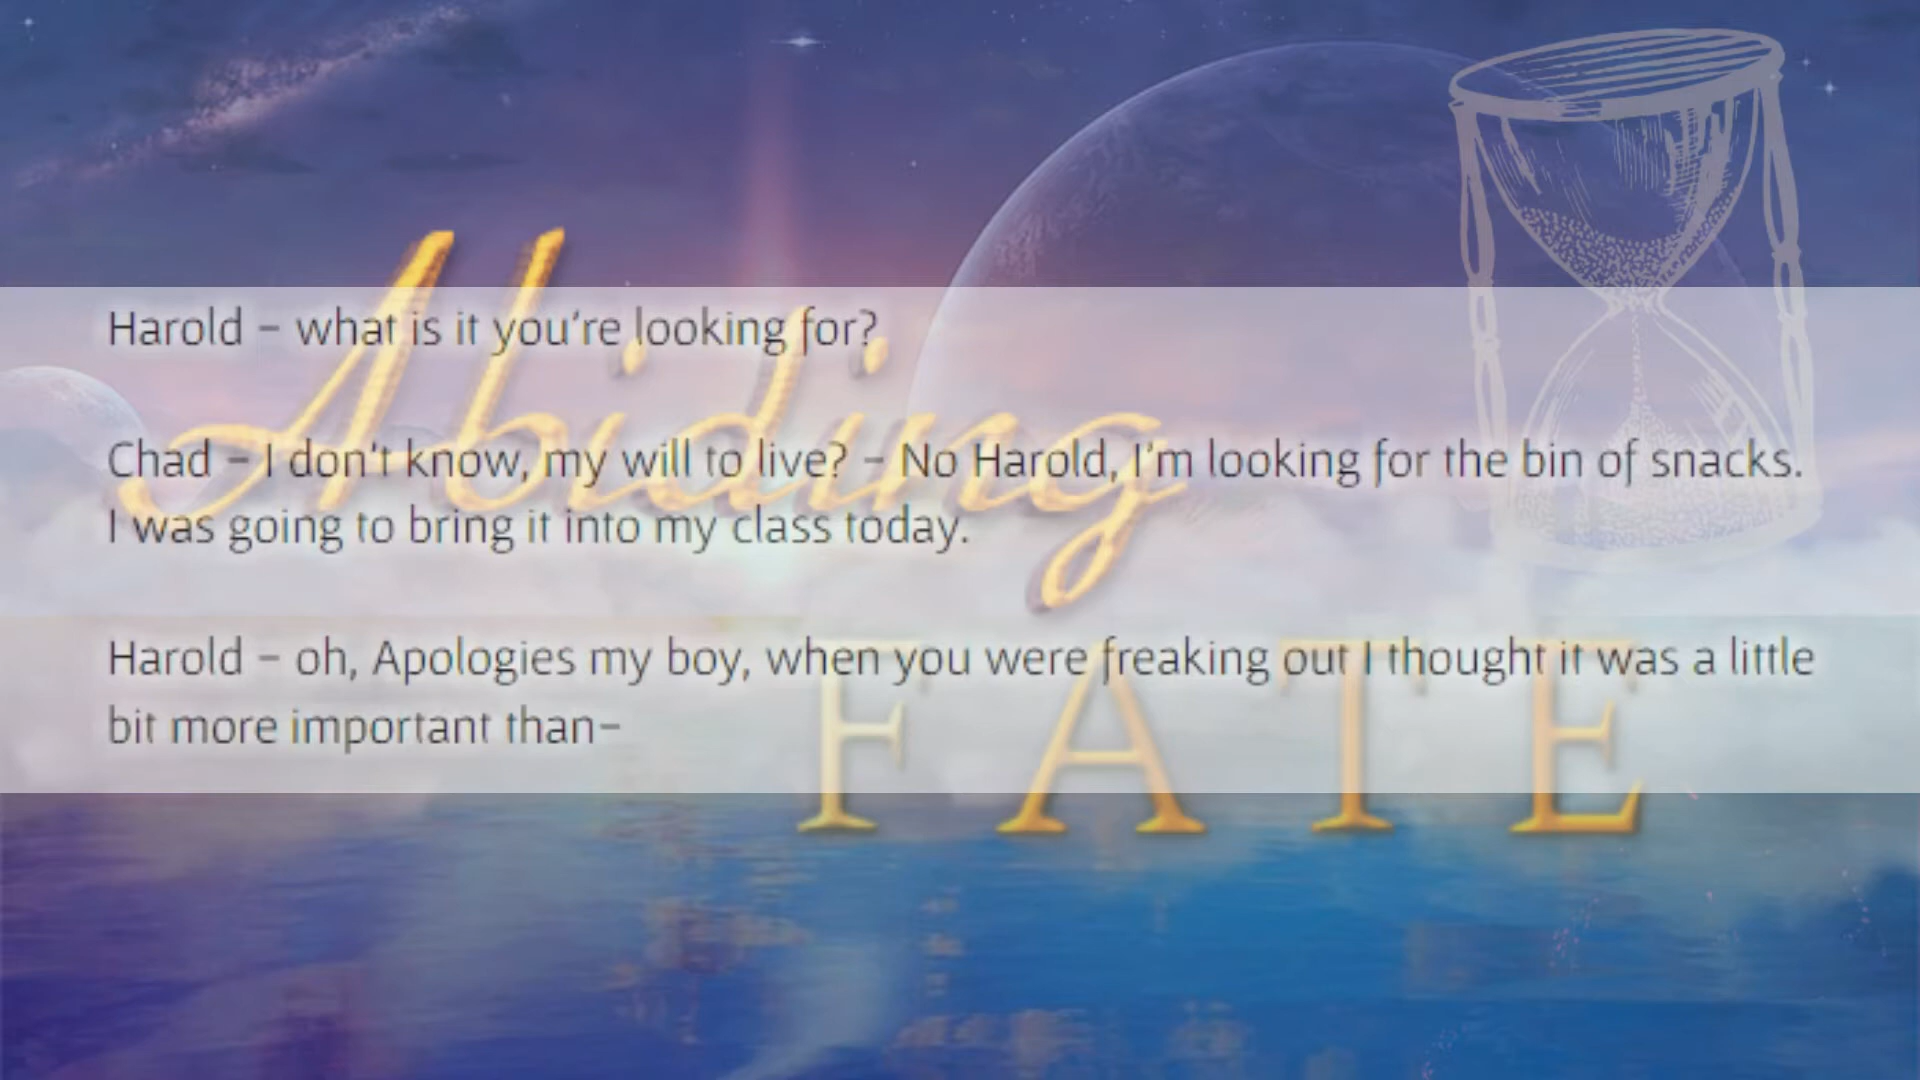 Abiding
FATE
Harold – what is it you're looking for?
Chad – I don't know, my will to live? – No Harold, I'm looking for the bin of snacks.
I was going to bring it into my class today.
Harold – oh, Apologies my boy, when you were freaking out I thought it was a little
bit more important than–